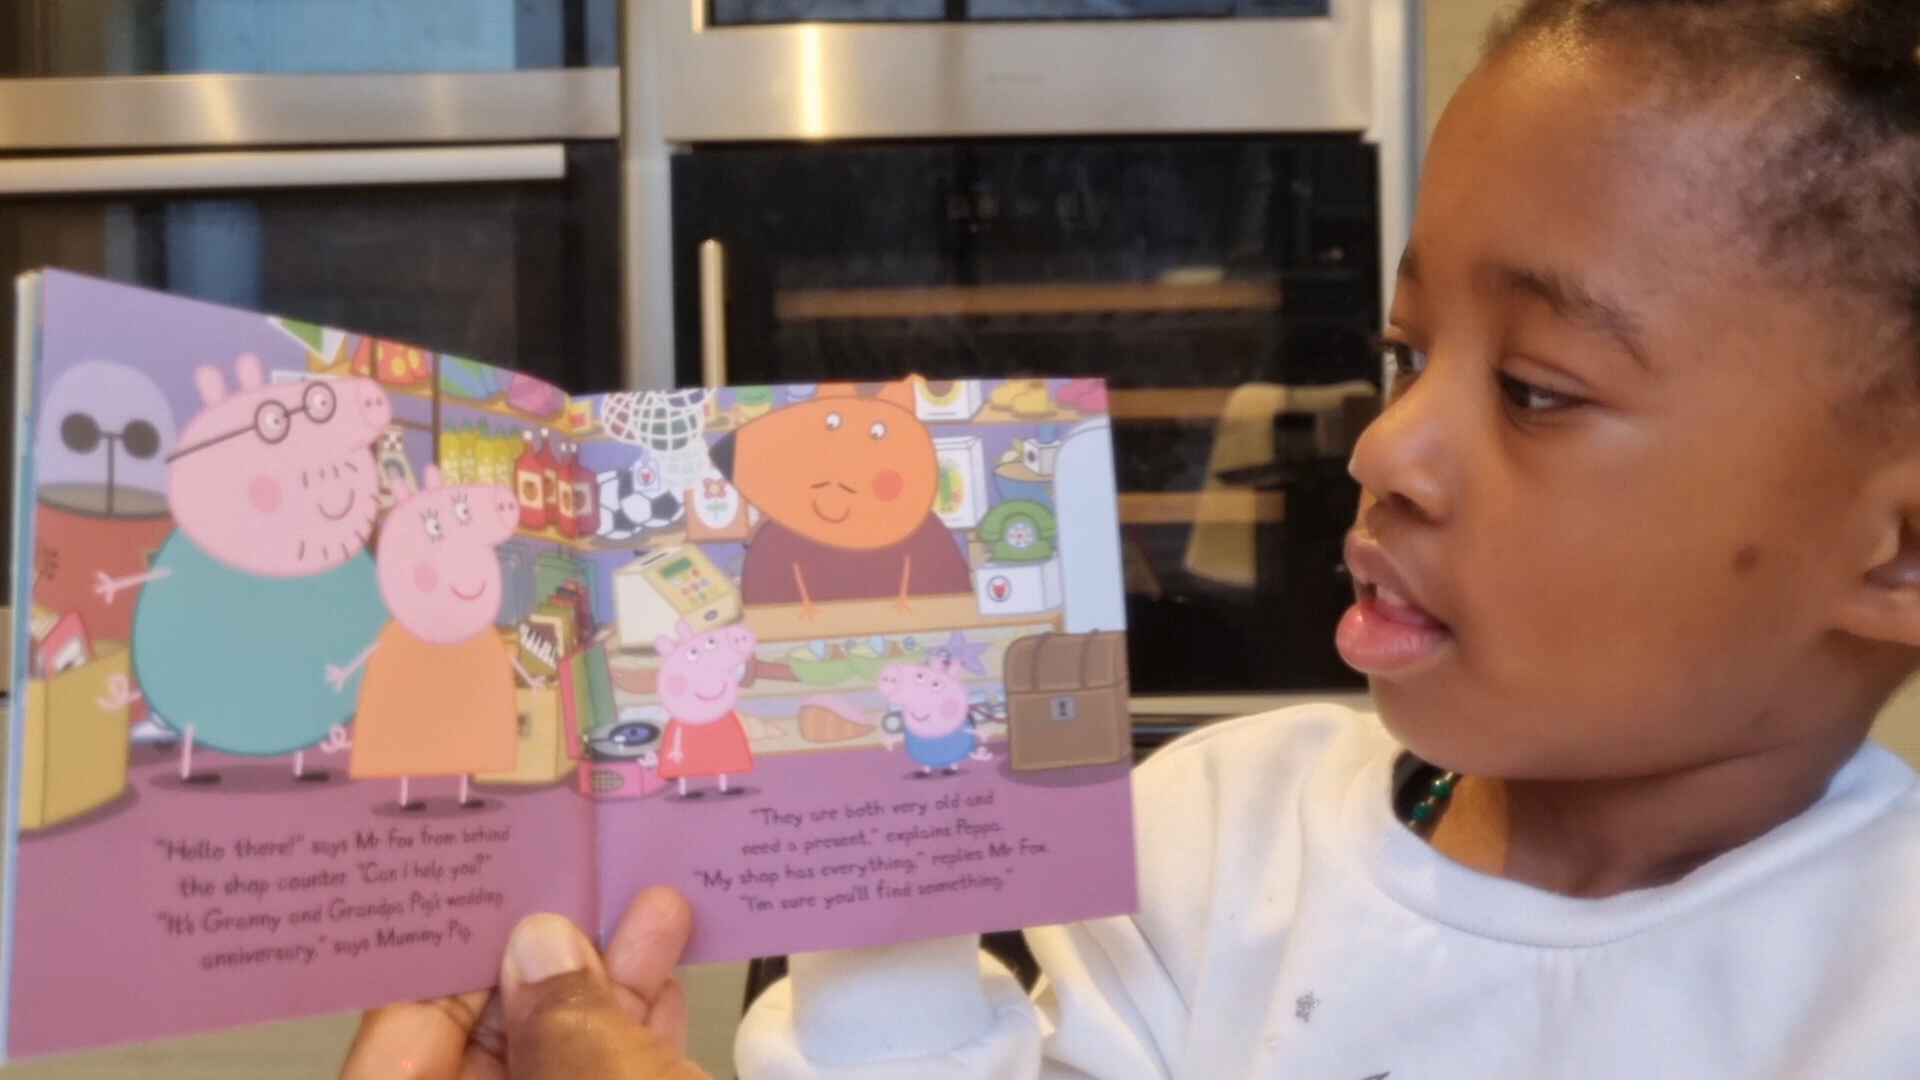 "Hello there!" says Mr Fox from behind
the shop counter. "Can I help you?"
"It's Granny and Grandpa Pig's wedding
anniversary," says Mummy Pig.
"They are both very old and
need a present," explains Peppa.
"My shop has everything," replies Mr Fox.
"I'm sure you'll find something."